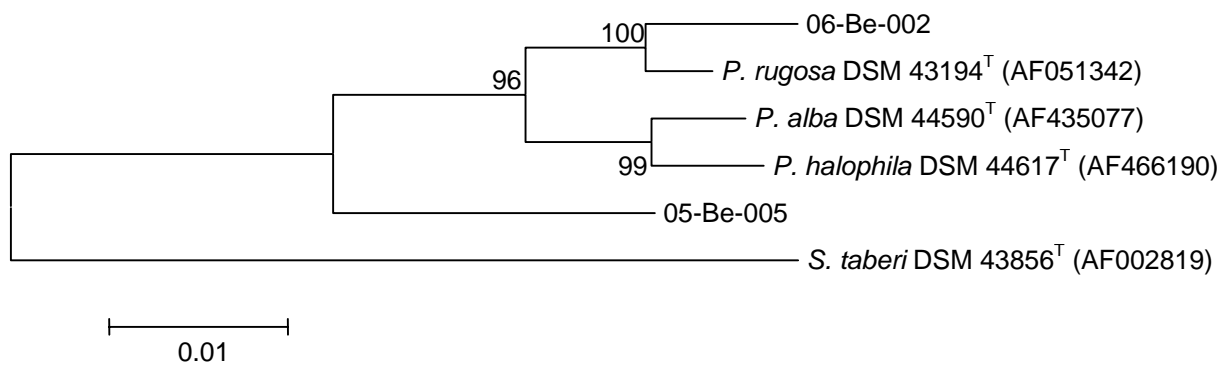 06-Be-002
100
P. rugosa DSM 43194ᵀ (AF051342)
96
P. alba DSM 44590ᵀ (AF435077)
99
P. halophila DSM 44617ᵀ (AF466190)
05-Be-005
S. taberi DSM 43856ᵀ (AF002819)
0.01